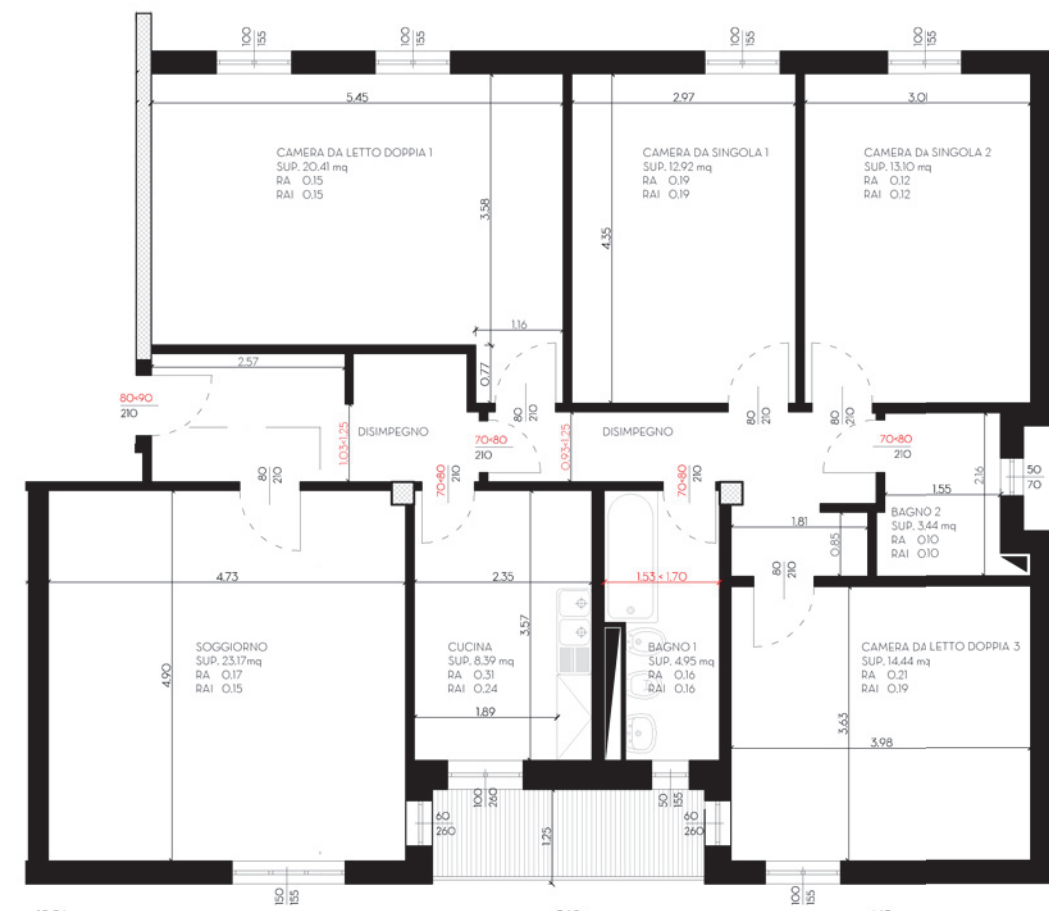 100
155
100
155
100
155
100
155
5.45
2.97
3.01
CAMERA DA LETTO DOPPIA 1
SUP. 20.41 mq
RA 0.15
RAI 0.15
CAMERA DA SINGOLA 1
SUP. 12.92 mq
RA 0.19
RAI 0.19
CAMERA DA SINGOLA 2
SUP. 13.10 mq
RA 0.12
RAI 0.12
3.58
4.35
1.16
2.57
0.77
80<90
210
80
210
80
210
80
210
1.03<1.25
DISIMPEGNO
70<80
210
0.93<1.25
DISIMPEGNO
70<80
210
80
210
70<80
210
70<80
210
2.16
50
70
1.55
BAGNO 2
SUP. 3.44 mq
RA 0.10
RAI 0.10
1.81
0.85
80
210
4.73
2.35
1.53 < 1.70
3.57
SOGGIORNO
SUP. 23.17mq
RA 0.17
RAI 0.15
CUCINA
SUP. 8.39 mq
RA 0.31
RAI 0.24
BAGNO 1
SUP. 4.95 mq
RA 0.16
RAI 0.16
CAMERA DA LETTO DOPPIA 3
SUP. 14.44 mq
RA 0.21
RAI 0.19
4.90
1.89
3.63
3.98
100
260
50
155
60
260
60
260
1.25
150
155
100
155